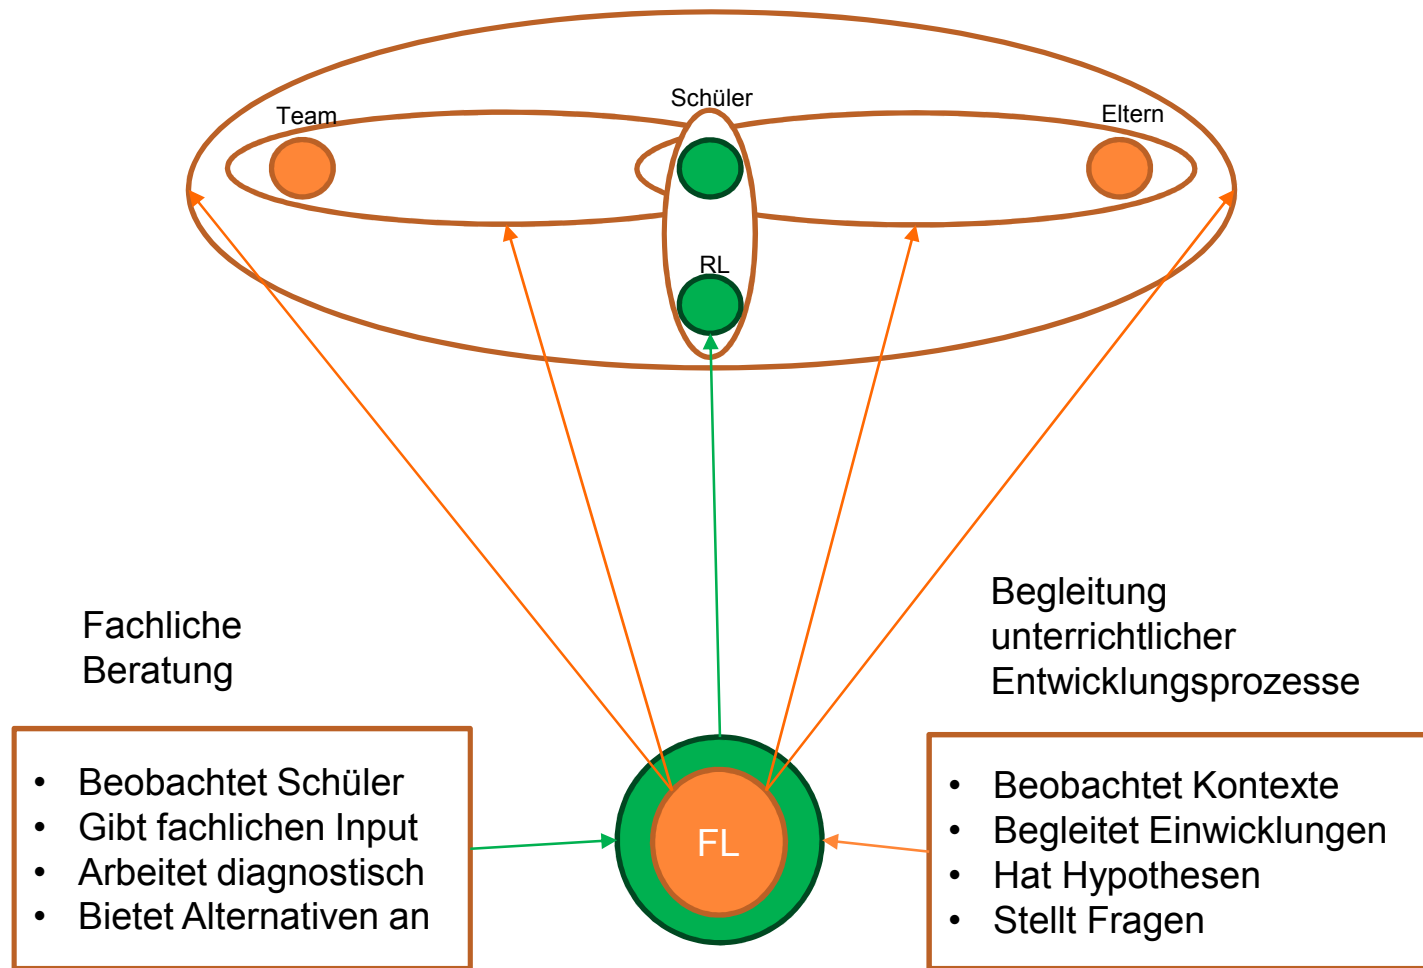 Schüler
Team
Eltern
RL
Fachliche
Beratung
Begleitung
unterrichtlicher
Entwicklungsprozesse
• Beobachtet Schüler
• Gibt fachlichen Input
• Arbeitet diagnostisch
• Bietet Alternativen an
FL
• Beobachtet Kontexte
• Begleitet Einwicklungen
• Hat Hypothesen
• Stellt Fragen